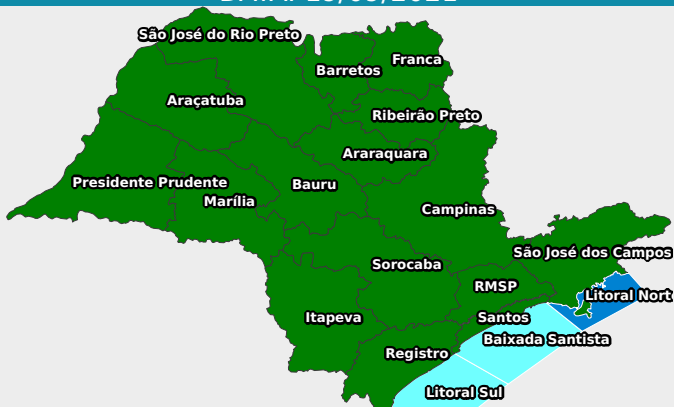 São José do Rio Preto
Franca
Barretos
Araçatuba
Ribeirão Preto
Araraquara
Presidente Prudente
Bauru
Marília
Campinas
São José dos Campos
Sorocaba
RMSP
Litoral Nort
Itapeva
Santos
Baixada Santista
Registro
Litoral Sul